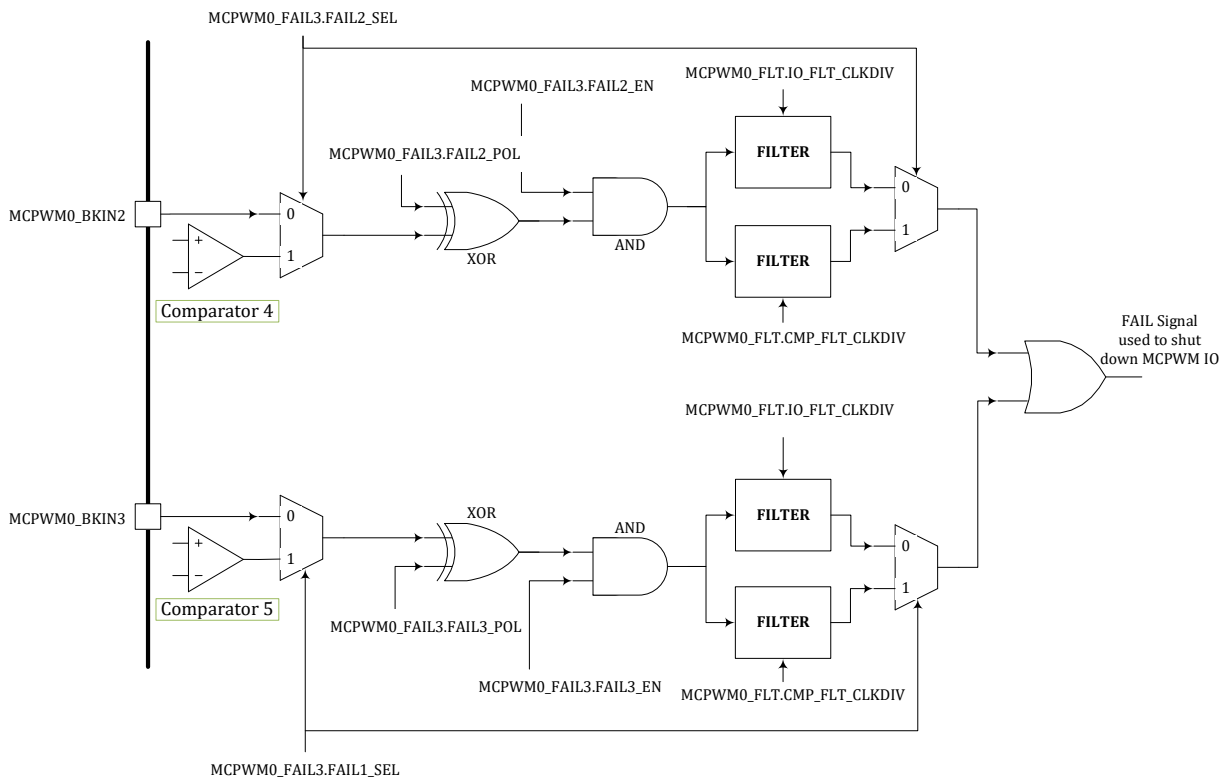 MCPWM0_FAIL3.FAIL2_SEL
MCPWM0_FLT.IO_FLT_CLKDIV
MCPWM0_FAIL3.FAIL2_EN
MCPWM0_FAIL3.FAIL2_POL
FILTER
0
MCPWM0_BKIN2
0
+
1
−
AND
XOR
1
FILTER
Comparator 4
MCPWM0_FLT.CMP_FLT_CLKDIV
FAIL Signal
used to shut
down MCPWM IO
MCPWM0_FLT.IO_FLT_CLKDIV
MCPWM0_BKIN3
0
XOR
AND
FILTER
0
+
1
−
1
Comparator 5
FILTER
MCPWM0_FAIL3.FAIL3_POL
MCPWM0_FAIL3.FAIL3_EN
MCPWM0_FLT.CMP_FLT_CLKDIV
MCPWM0_FAIL3.FAIL1_SEL